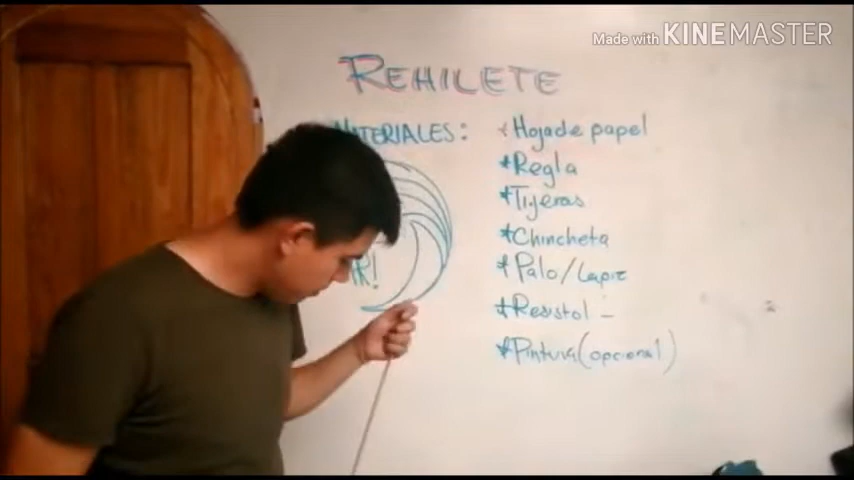 Made with KINEMASTER
REHILETE
MATERIALES:
*Hoja de papel
*Regla
*Tijeras
*Chincheta
*Palo/Lapiz
*Resistol -
*Pintura(opcional)